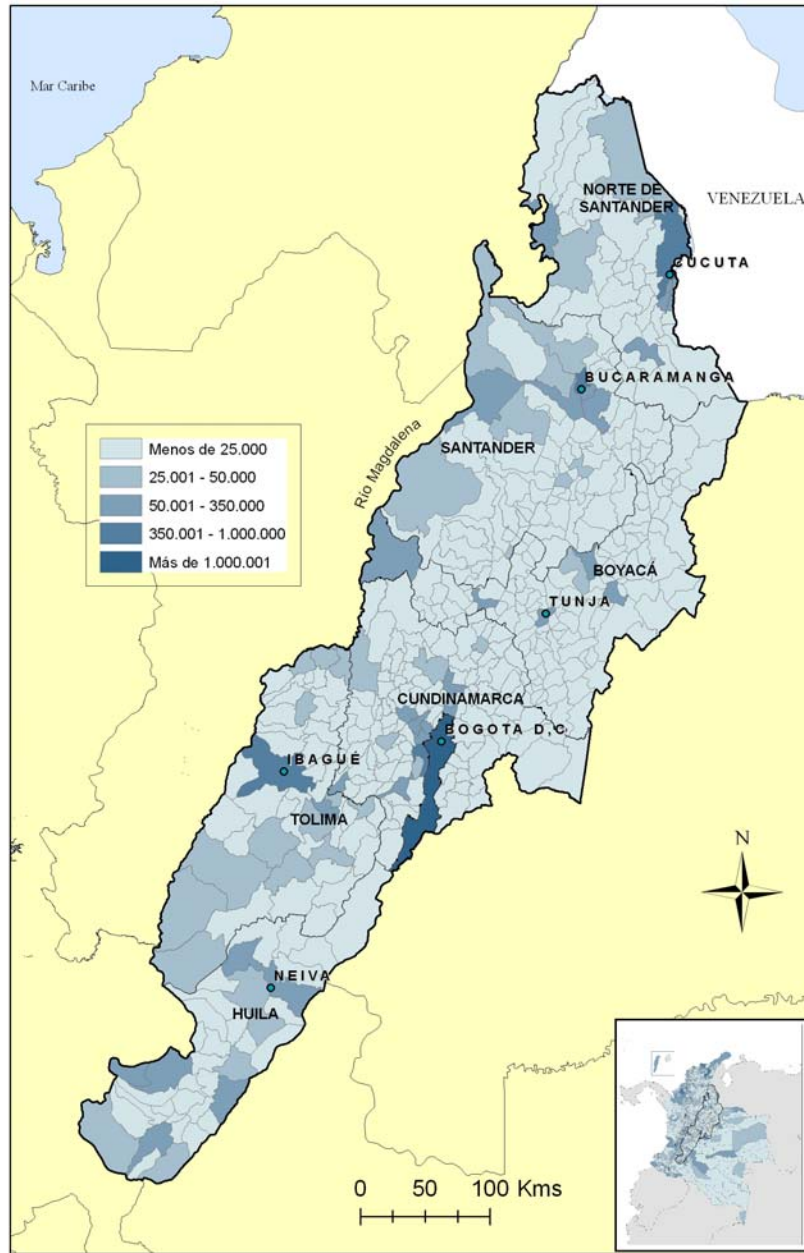 Mar Caribe
NORTE DE
SANTANDER
VENEZUELA
CUCUTA
BUCARAMANGA
SANTANDER
Río Magdalena
Menos de 25.000
25.001 - 50.000
50.001 - 350.000
350.001 - 1.000.000
Más de 1.000.001
BOYACÁ
TUNJA
CUNDINAMARCA
BOGOTA D,C
IBAGUÉ
TOLIMA
N
NEIVA
HUILA
0 50 100 Kms